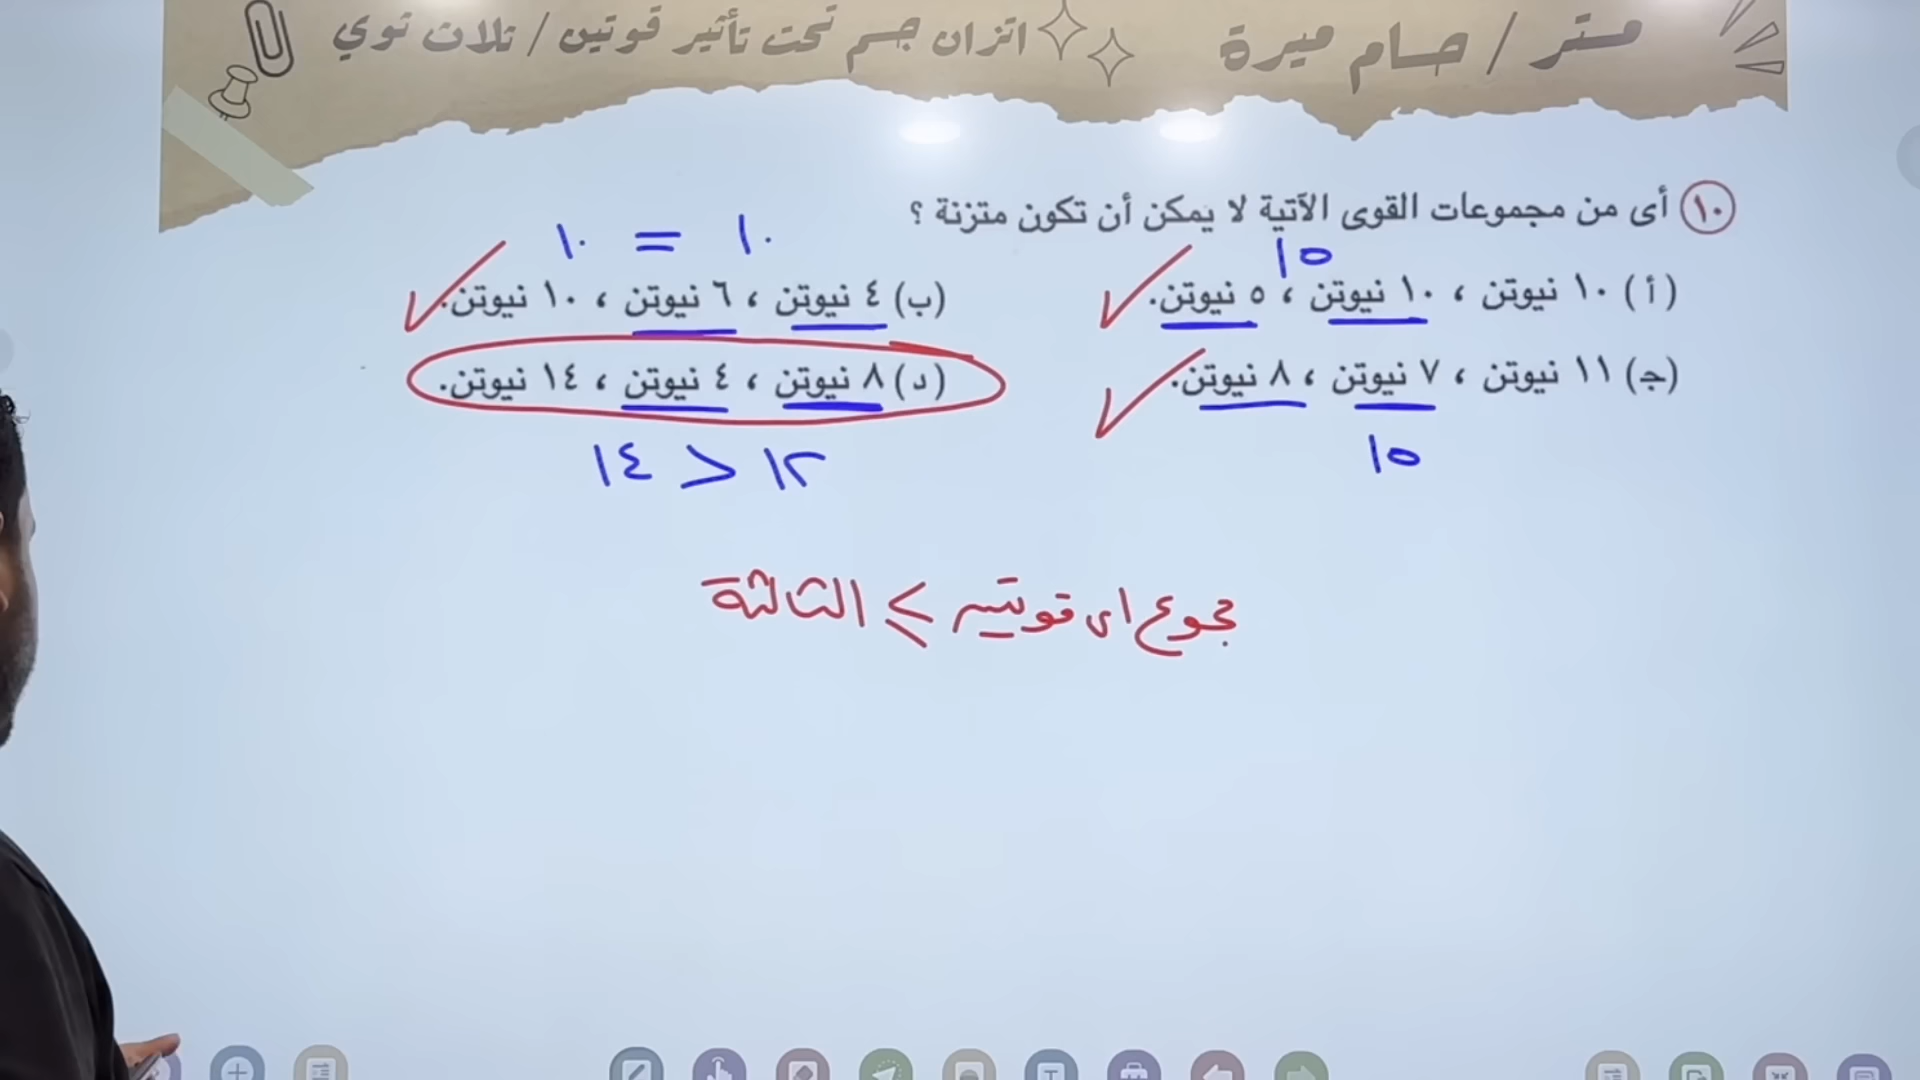 مستر / حسام ميرة
اتزان جسم تحت تأثير قوتين / تلات قوي
١٠ أى من مجموعات القوى الآتية لا يمكن أن تكون متزنة ؟
١٥
١٠ = ١٠
(أ) ١٠ نيوتن ، ١٠ نيوتن ، ٥ نيوتن.
(ب) ٤ نيوتن ، ٦ نيوتن ، ١٠ نيوتن.
(جـ) ١١ نيوتن ، ٧ نيوتن ، ٨ نيوتن.
(د) ٨ نيوتن ، ٤ نيوتن ، ١٤ نيوتن.
١٥
١٤ > ١٢
مجموع اى قوتين ⩾ الثالثة